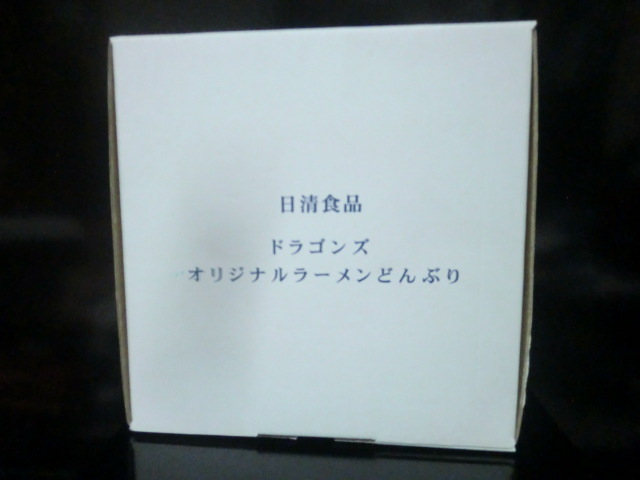 日清食品
ドラゴンズ
オリジナルラーメンどんぶり